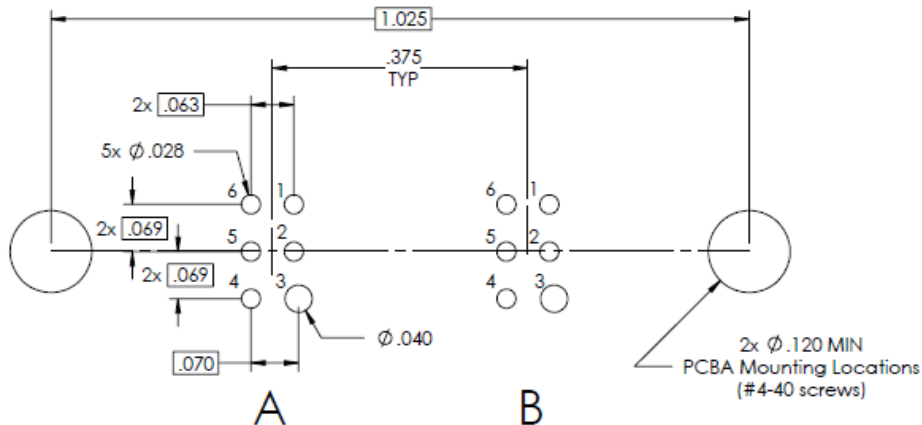 1.025
.375
TYP
2x .063
5x Ø .028
6 1 6 1
2x .069
5 2 5 2
2x .069
4 3 4 3
Ø .040
.070
2x Ø .120 MIN
PCBA Mounting Locations
(#4-40 screws)
A B